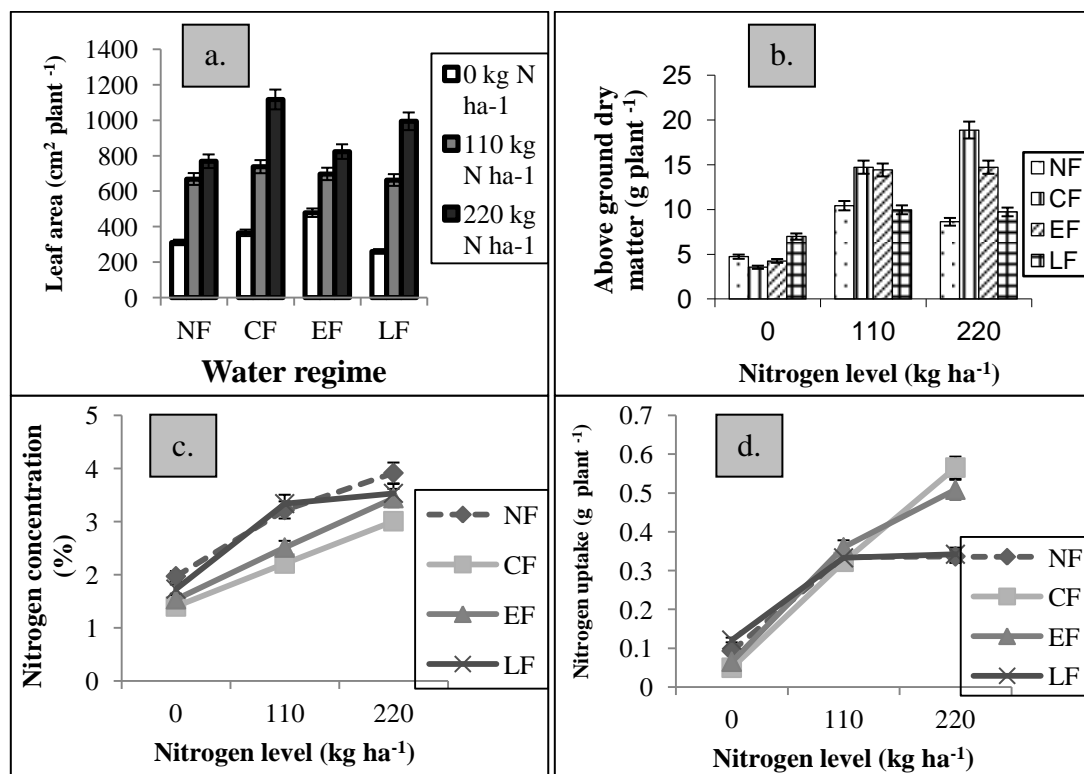 a.
Leaf area (cm² plant ⁻¹)
1400
1200
1000
800
600
400
200
0
NF CF EF LF
Water regime
0 kg N
ha-1
110 kg
N ha-1
220 kg
N ha-1
b.
Above ground dry
matter (g plant ⁻¹)
25
20
15
10
5
0
0 110 220
Nitrogen level (kg ha⁻¹)
NF
CF
EF
LF
c.
Nitrogen concentration
(%)
5
4
3
2
1
0
0 110 220
Nitrogen level (kg ha⁻¹)
NF
CF
EF
LF
d.
Nitrogen uptake (g plant ⁻¹)
0.7
0.6
0.5
0.4
0.3
0.2
0.1
0
0 110 220
Nitrogen level (kg ha⁻¹)
NF
CF
EF
LF